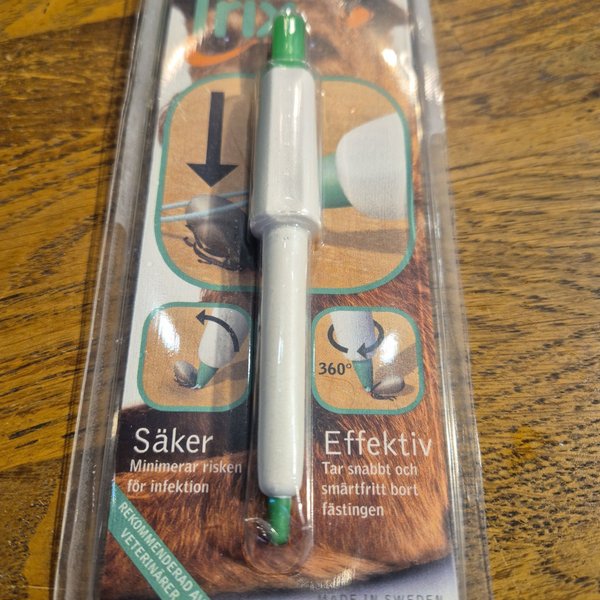 Trix
360°
Säker
Minimerar risken
för infektion
Effektiv
Tar snabbt och
smärtfritt bort
fästingen
REKOMMENDERAD AV
VETERINÄRER
MADE IN SWEDEN